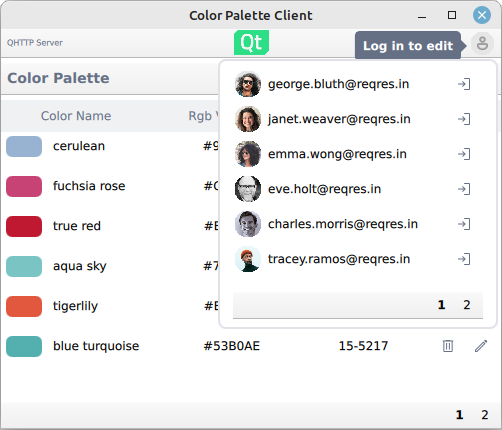 Color Palette Client
QHTTP Server
Qt
Log in to edit
Color Palette
george.bluth@reqres.in
janet.weaver@reqres.in
emma.wong@reqres.in
eve.holt@reqres.in
charles.morris@reqres.in
tracey.ramos@reqres.in
1 2
Color Name Rgb
cerulean #9
fuchsia rose
true red
aqua sky #7
tigerlily
blue turquoise #53B0AE 15-5217
1 2